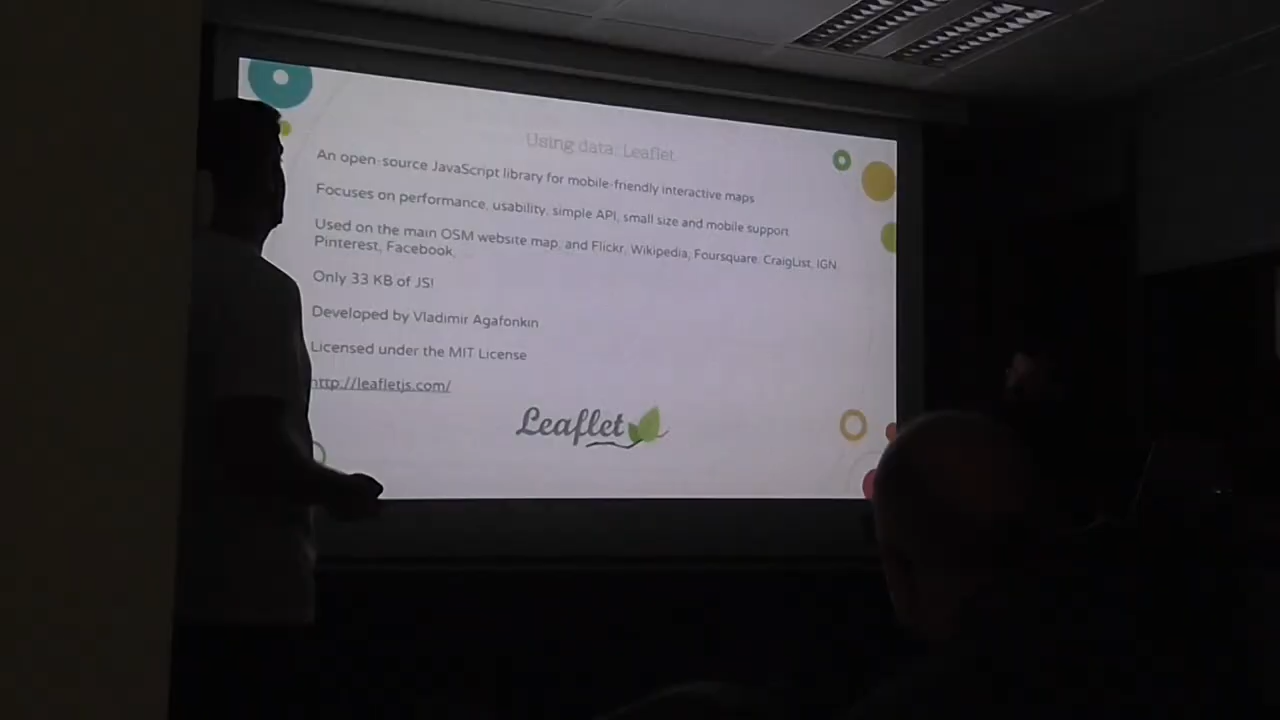 Using data: Leaflet
An open-source JavaScript library for mobile-friendly interactive maps
Focuses on performance, usability, simple API, small size and mobile support
Used on the main OSM website map, and Flickr, Wikipedia, Foursquare, CraigList, IGN
Pinterest, Facebook,
Only 33 KB of JS!
Developed by Vladimir Agafonkin
Licensed under the MIT License
http://leafletjs.com/
Leaflet